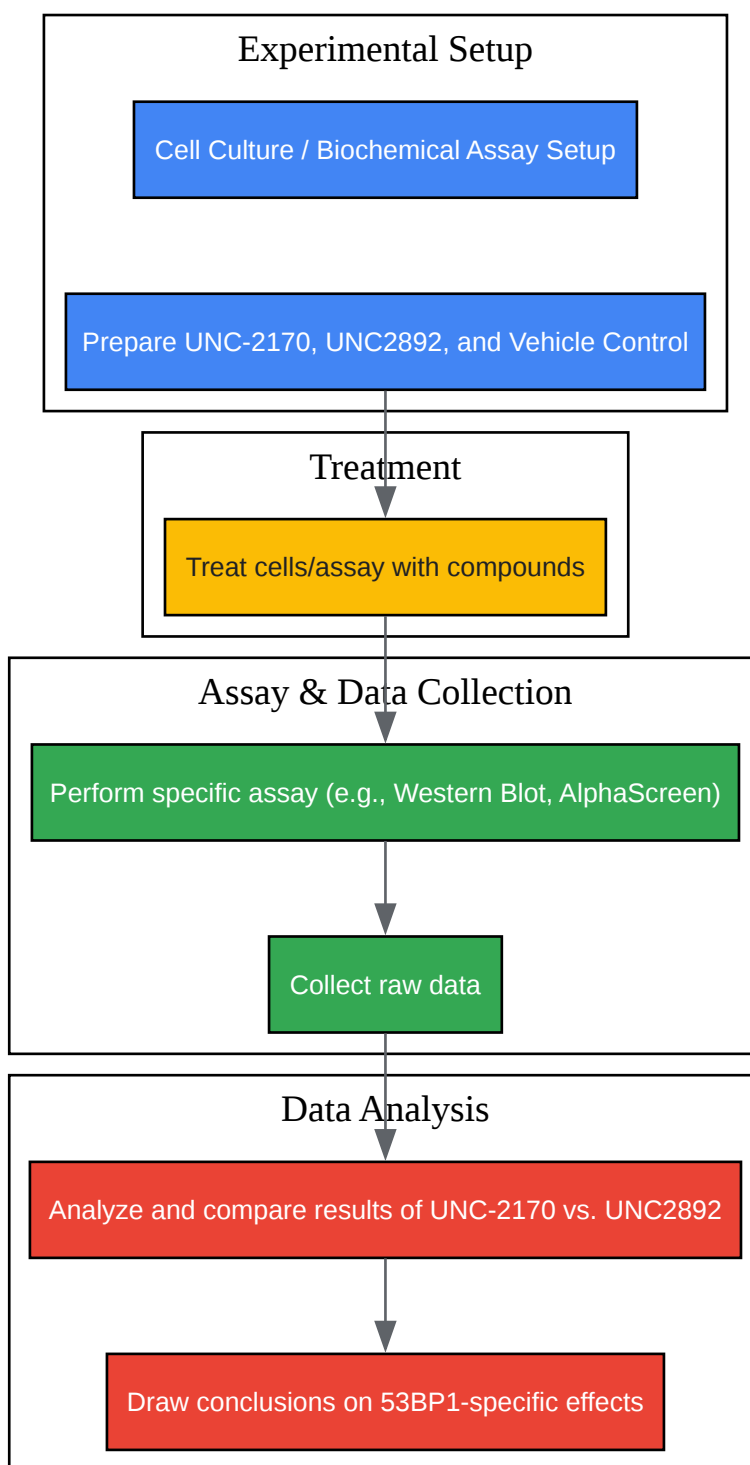 Experimental Setup
Cell Culture / Biochemical Assay Setup
Prepare UNC-2170, UNC2892, and Vehicle Control
Treatment
Treat cells/assay with compounds
Assay & Data Collection
Perform specific assay (e.g., Western Blot, AlphaScreen)
Collect raw data
Data Analysis
Analyze and compare results of UNC-2170 vs. UNC2892
Draw conclusions on 53BP1-specific effects